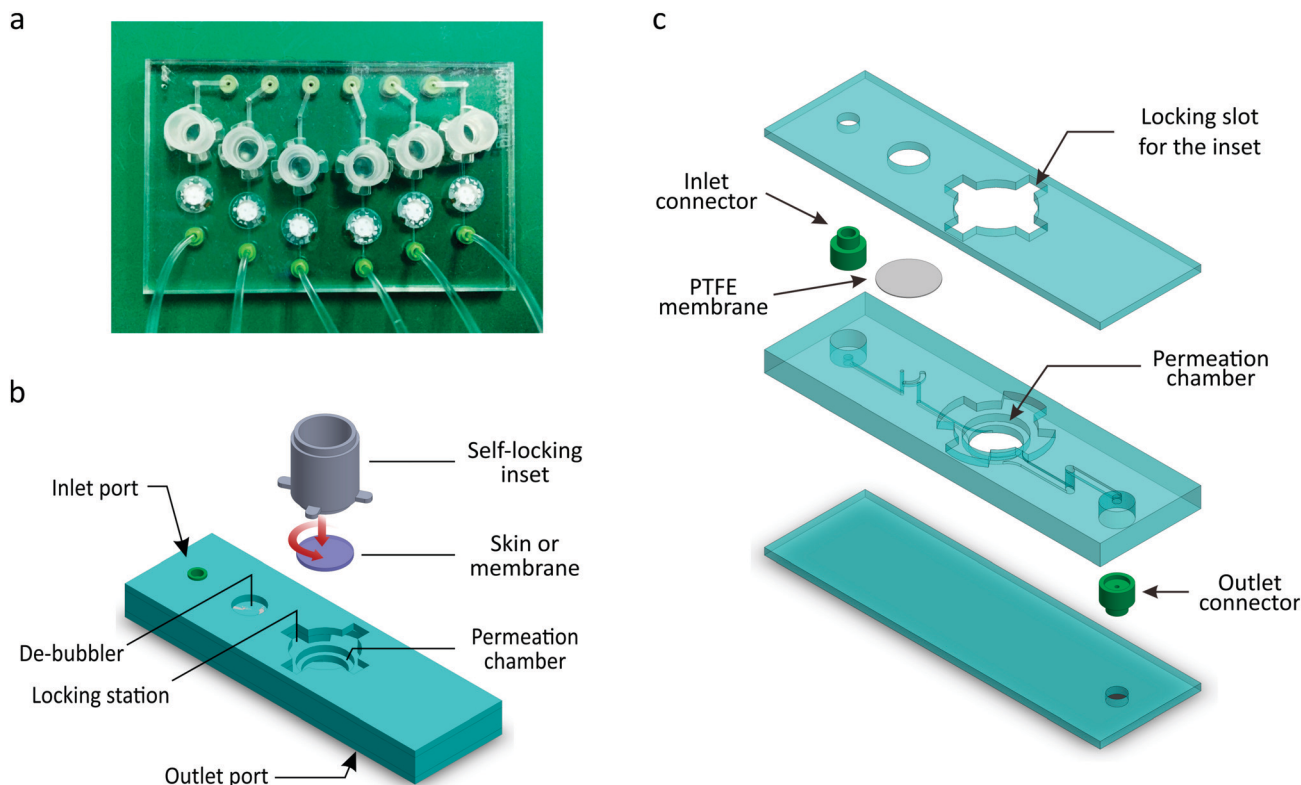 a
b
Inlet port
Self-locking
inset
Skin or
membrane
Permeation
chamber
De-bubbler
Locking station
Outlet port
c
Locking slot
for the inset
Inlet
connector
PTFE
membrane
Permeation
chamber
Outlet
connector